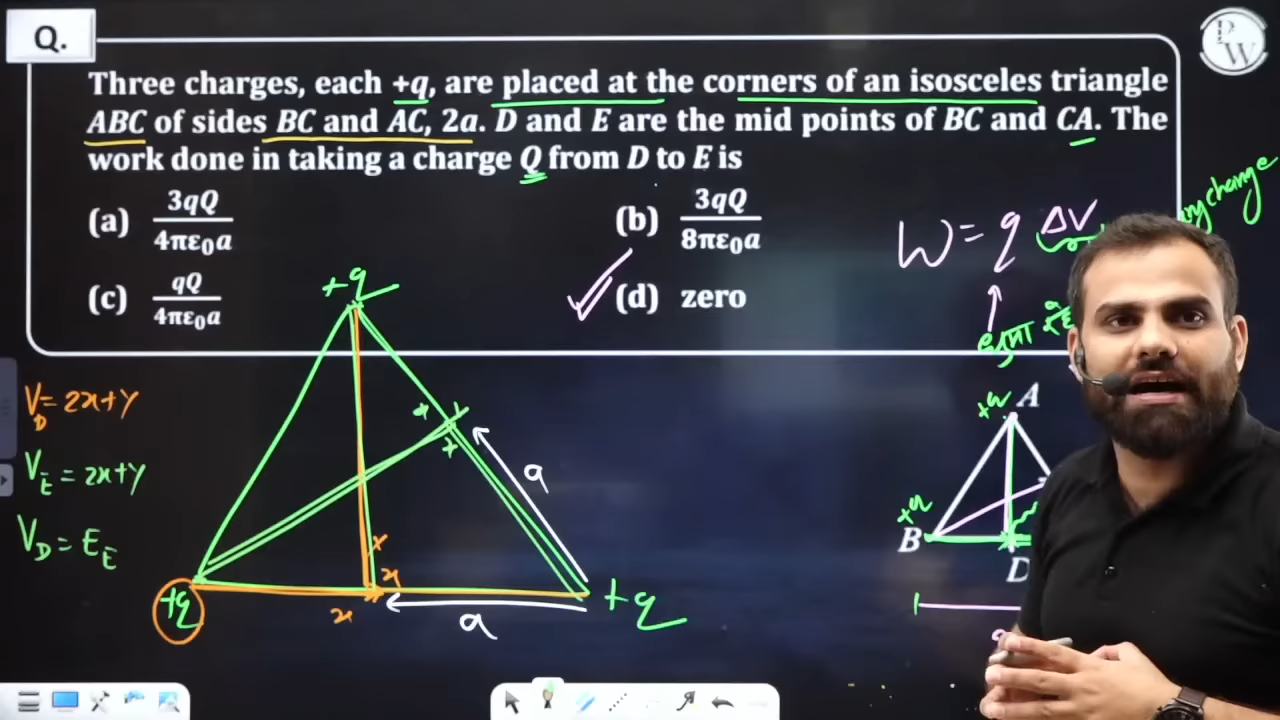 Q.
PW
Three charges, each +q, are placed at the corners of an isosceles triangle
ABC of sides BC and AC, 2a. D and E are the mid points of BC and CA. The
work done in taking a charge Q from D to E is
(a) 3qQ / 4πε₀a
(b) 3qQ / 8πε₀a
(c) qQ / 4πε₀a
(d) zero
W = q ΔV
change
+q
V_D = 2x+y
V_E = 2x+y
V_D = E_E
x
x
a
+q
x
x
a
+q
+q A
+q
B
D